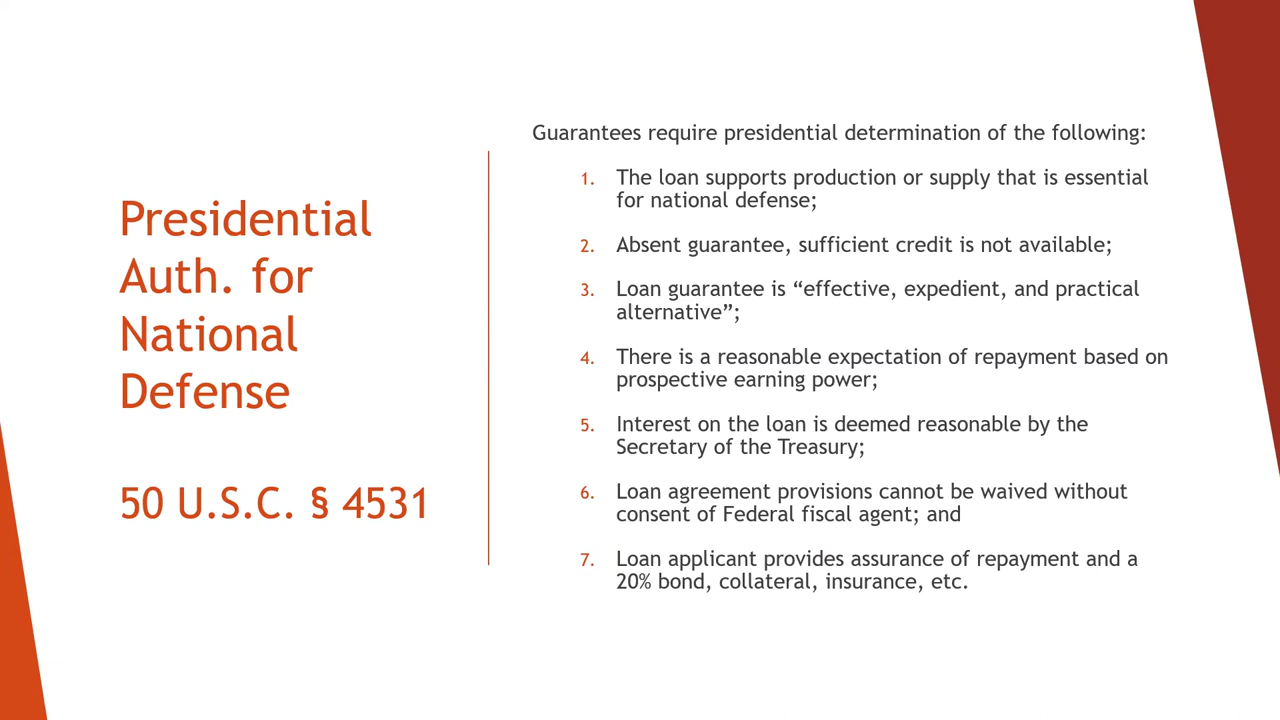 Presidential
Auth. for
National
Defense
50 U.S.C. § 4531
Guarantees require presidential determination of the following:
1. The loan supports production or supply that is essential
for national defense;
2. Absent guarantee, sufficient credit is not available;
3. Loan guarantee is “effective, expedient, and practical
alternative”;
4. There is a reasonable expectation of repayment based on
prospective earning power;
5. Interest on the loan is deemed reasonable by the
Secretary of the Treasury;
6. Loan agreement provisions cannot be waived without
consent of Federal fiscal agent; and
7. Loan applicant provides assurance of repayment and a
20% bond, collateral, insurance, etc.